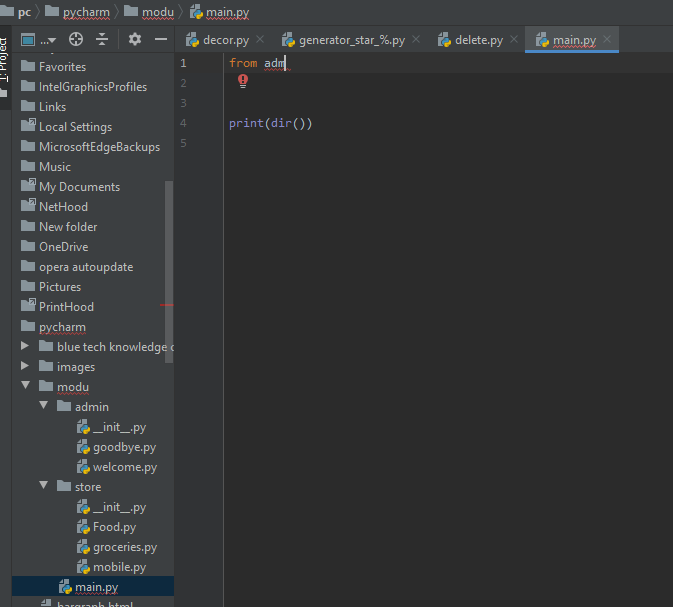 pc pycharm modu main.py
1: Project
...
decor.py generator_star_%.py delete.py main.py
Favorites
IntelGraphicsProfiles
Links
Local Settings
MicrosoftEdgeBackups
Music
My Documents
NetHood
New folder
OneDrive
opera autoupdate
Pictures
PrintHood
pycharm
blue tech knowledge
images
modu
admin
__init__.py
goodbye.py
welcome.py
store
__init__.py
Food.py
groceries.py
mobile.py
main.py
bargraph.html
1 from adm
2
3
4 print(dir())
5